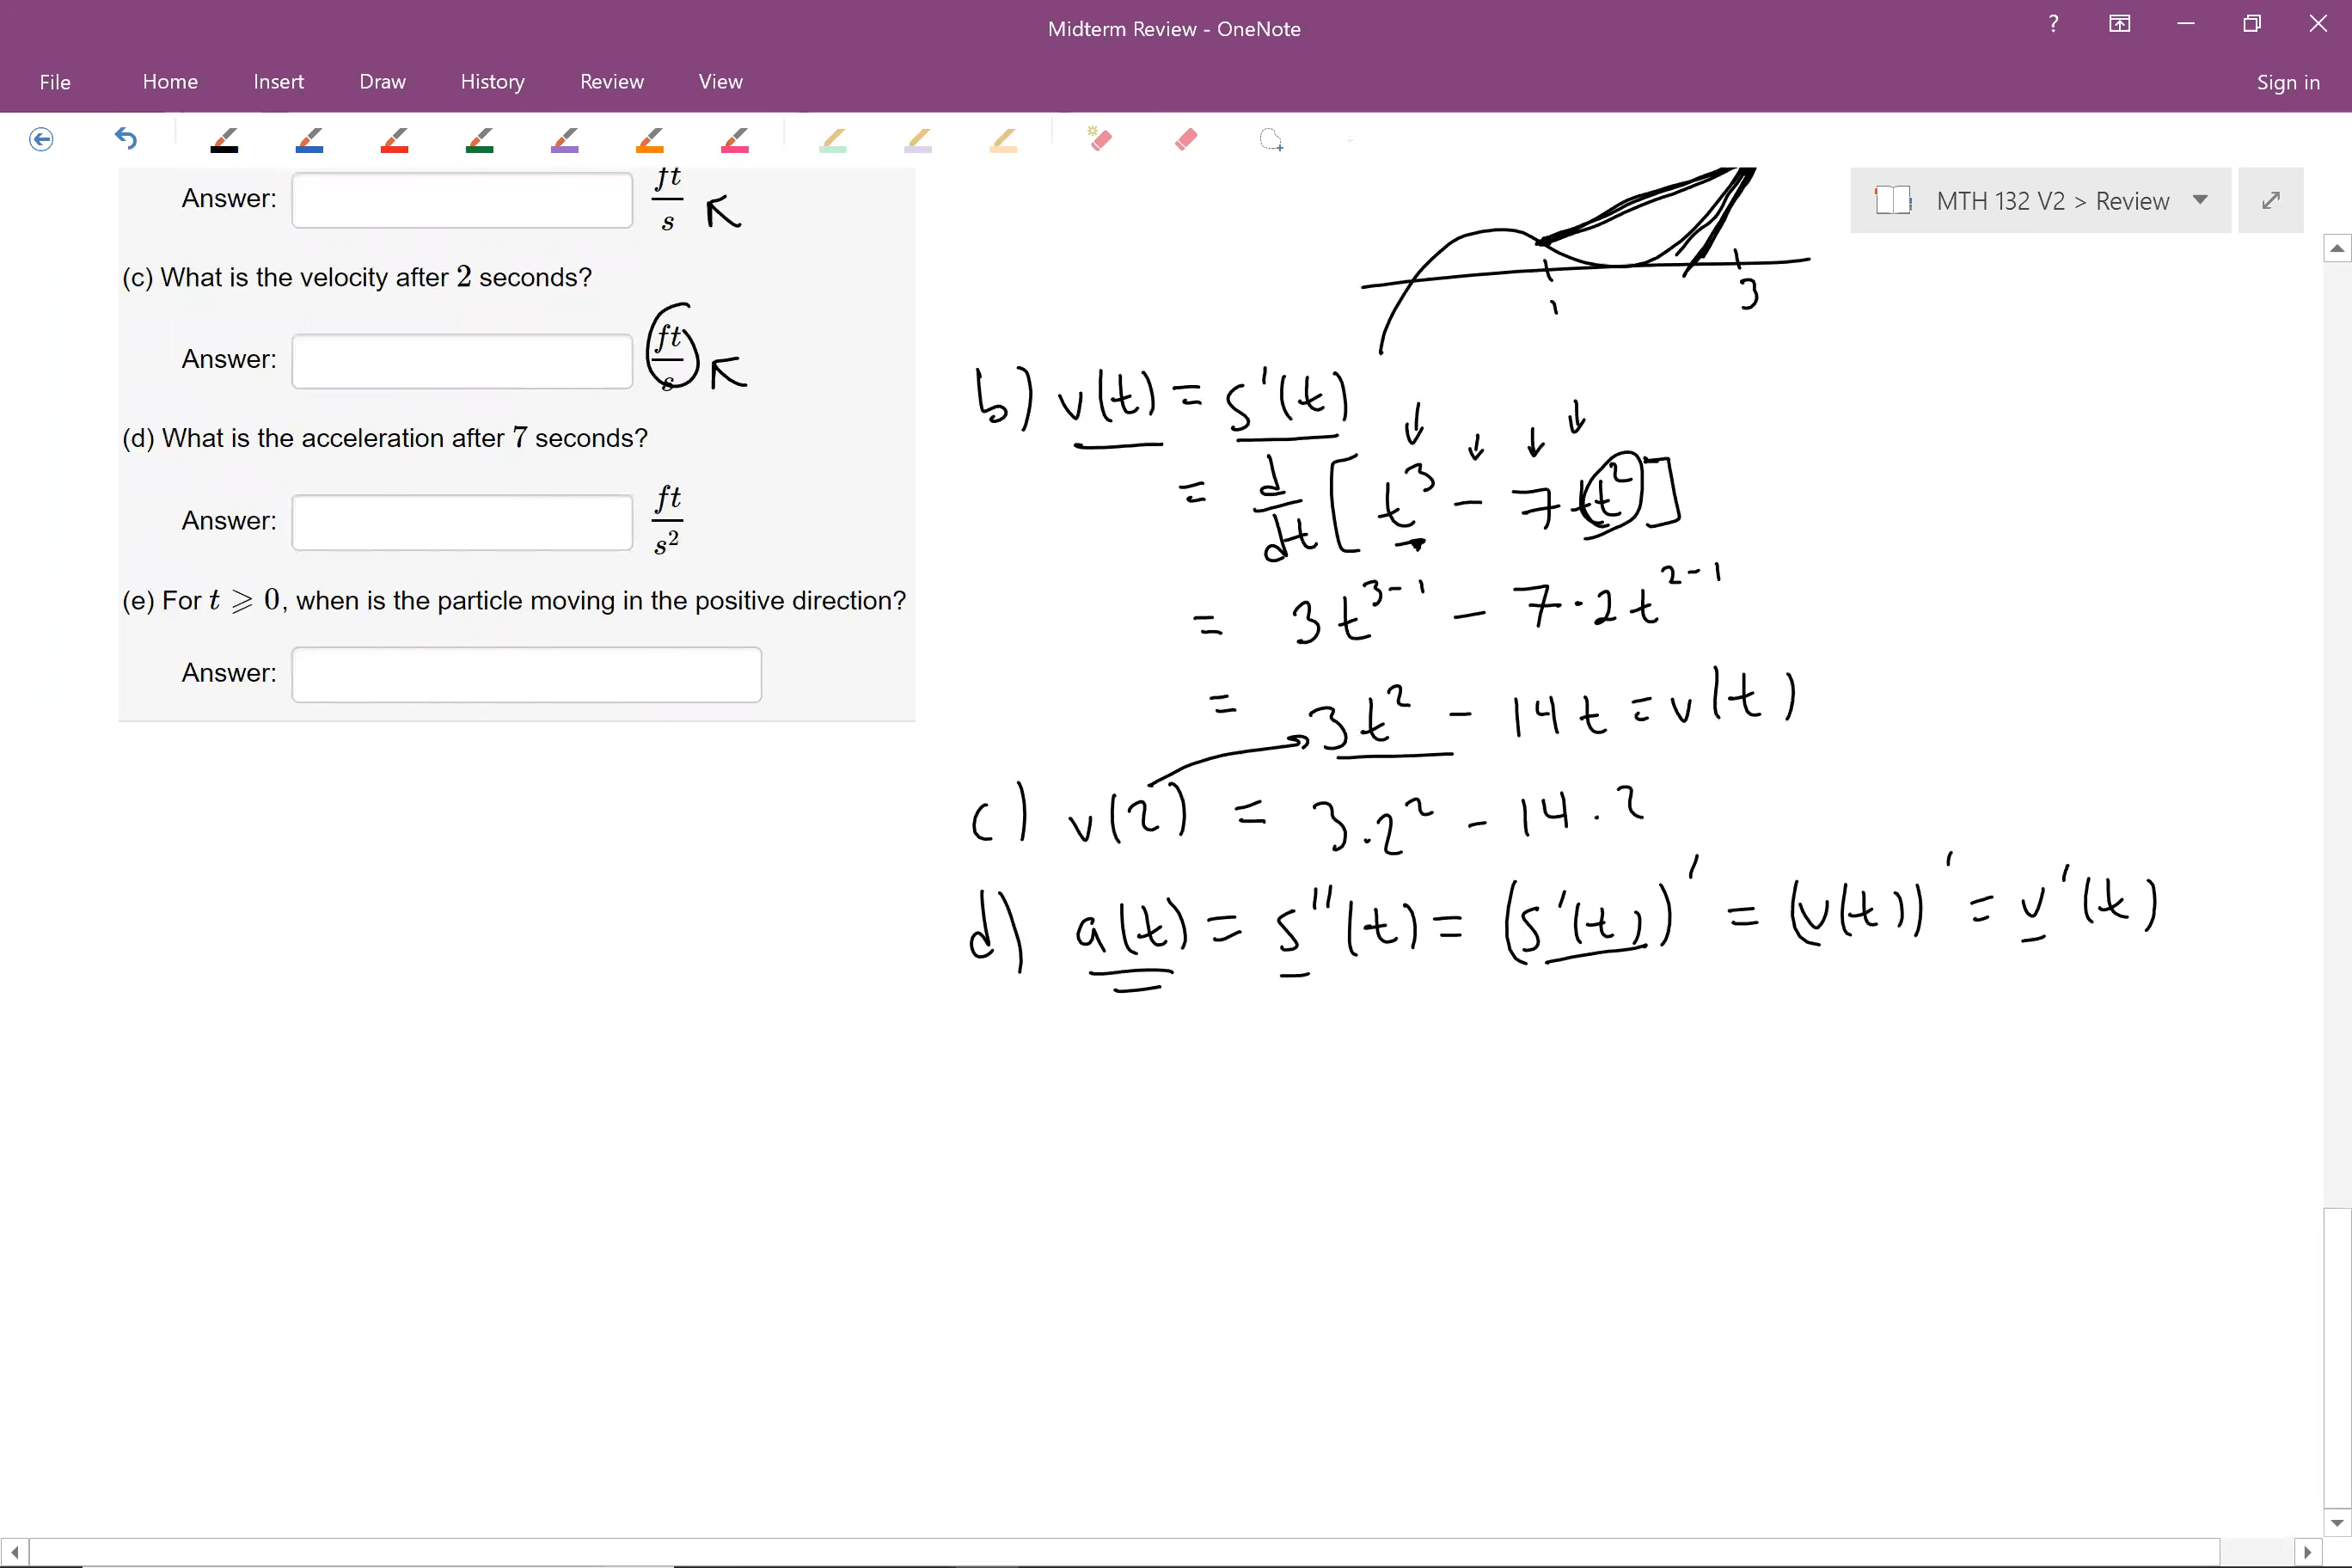 Midterm Review - OneNote
?
File Home Insert Draw History Review View
Sign in
MTH 132 V2 > Review
Answer: ft/s
(c) What is the velocity after 2 seconds?
Answer: ft/s
(d) What is the acceleration after 7 seconds?
Answer: ft/s²
(e) For t ⩾ 0, when is the particle moving in the positive direction?
Answer:
1 3
b) v(t) = s'(t)
= d/dt [t³ - 7t²]
= 3t³⁻¹ - 7·2t²⁻¹
= 3t² - 14t = v(t)
c) v(2) = 3·2² - 14·2
d) a(t) = s''(t) = (s'(t))' = (v(t))' = v'(t)